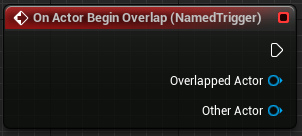 On Actor Begin Overlap (NamedTrigger)
Overlapped Actor
Other Actor